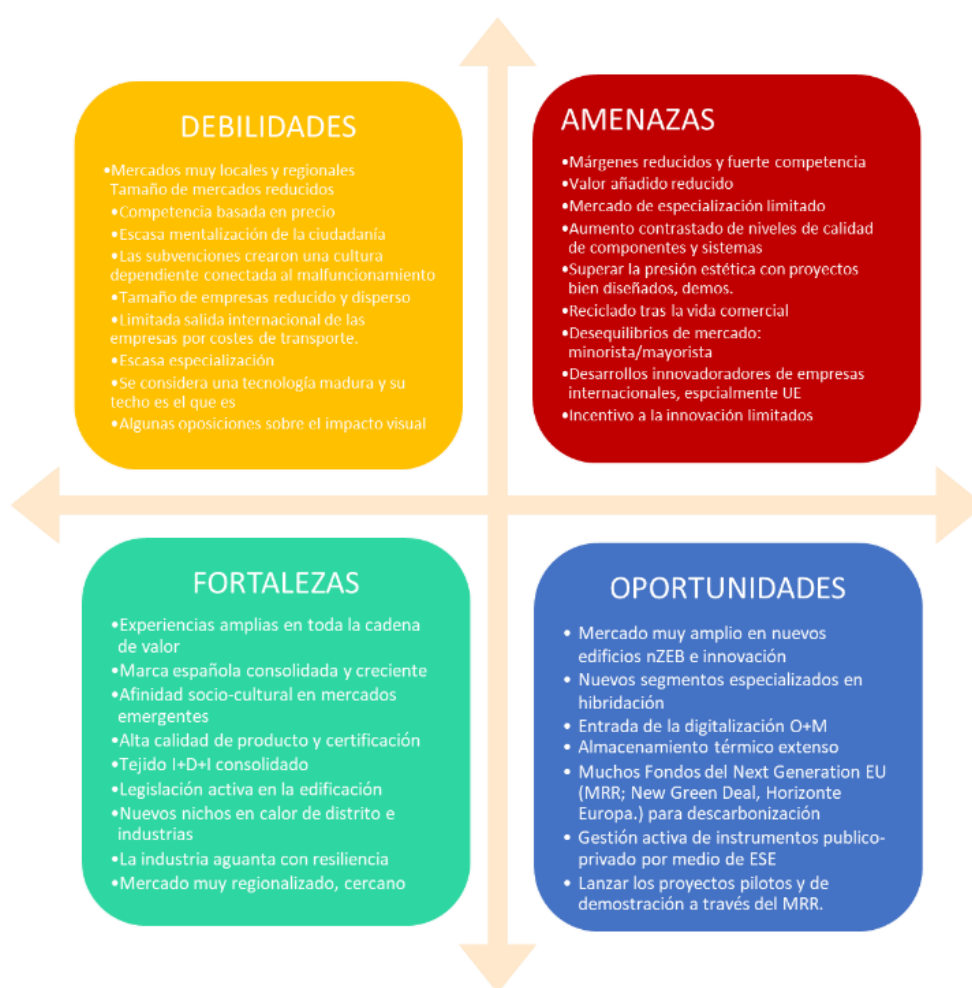 DEBILIDADES
•Mercados muy locales y regionales
Tamaño de mercados reducidos
•Competencia basada en precio
•Escasa mentalización de la ciudadanía
•Las subvenciones crearon una cultura
dependiente conectada al malfuncionamiento
•Tamaño de empresas reducido y disperso
•Limitada salida internacional de las
empresas por costes de transporte.
•Escasa especialización
•Se considera una tecnología madura y su
techo es el que es
•Algunas oposiciones sobre el impacto visual
AMENAZAS
•Márgenes reducidos y fuerte competencia
•Valor añadido reducido
•Mercado de especialización limitado
•Aumento contrastado de niveles de calidad
de componentes y sistemas
•Superar la presión estética con proyectos
bien diseñados, demos.
•Reciclado tras la vida comercial
•Desequilibrios de mercado:
minorista/mayorista
•Desarrollos innovadoradores de empresas
internacionales, espcialmente UE
•Incentivo a la innovación limitados
FORTALEZAS
•Experiencias amplias en toda la cadena
de valor
•Marca española consolidada y creciente
•Afinidad socio-cultural en mercados
emergentes
•Alta calidad de producto y certificación
•Tejido I+D+I consolidado
•Legislación activa en la edificación
•Nuevos nichos en calor de distrito e
industrias
•La industria aguanta con resiliencia
•Mercado muy regionalizado, cercano
OPORTUNIDADES
• Mercado muy amplio en nuevos
edificios nZEB e innovación
• Nuevos segmentos especializados en
hibridación
• Entrada de la digitalización O+M
• Almacenamiento térmico extenso
• Muchos Fondos del Next Generation EU
(MRR; New Green Deal, Horizonte
Europa.) para descarbonización
• Gestión activa de instrumentos publico-
privado por medio de ESE
• Lanzar los proyectos pilotos y de
demostración a través del MRR.